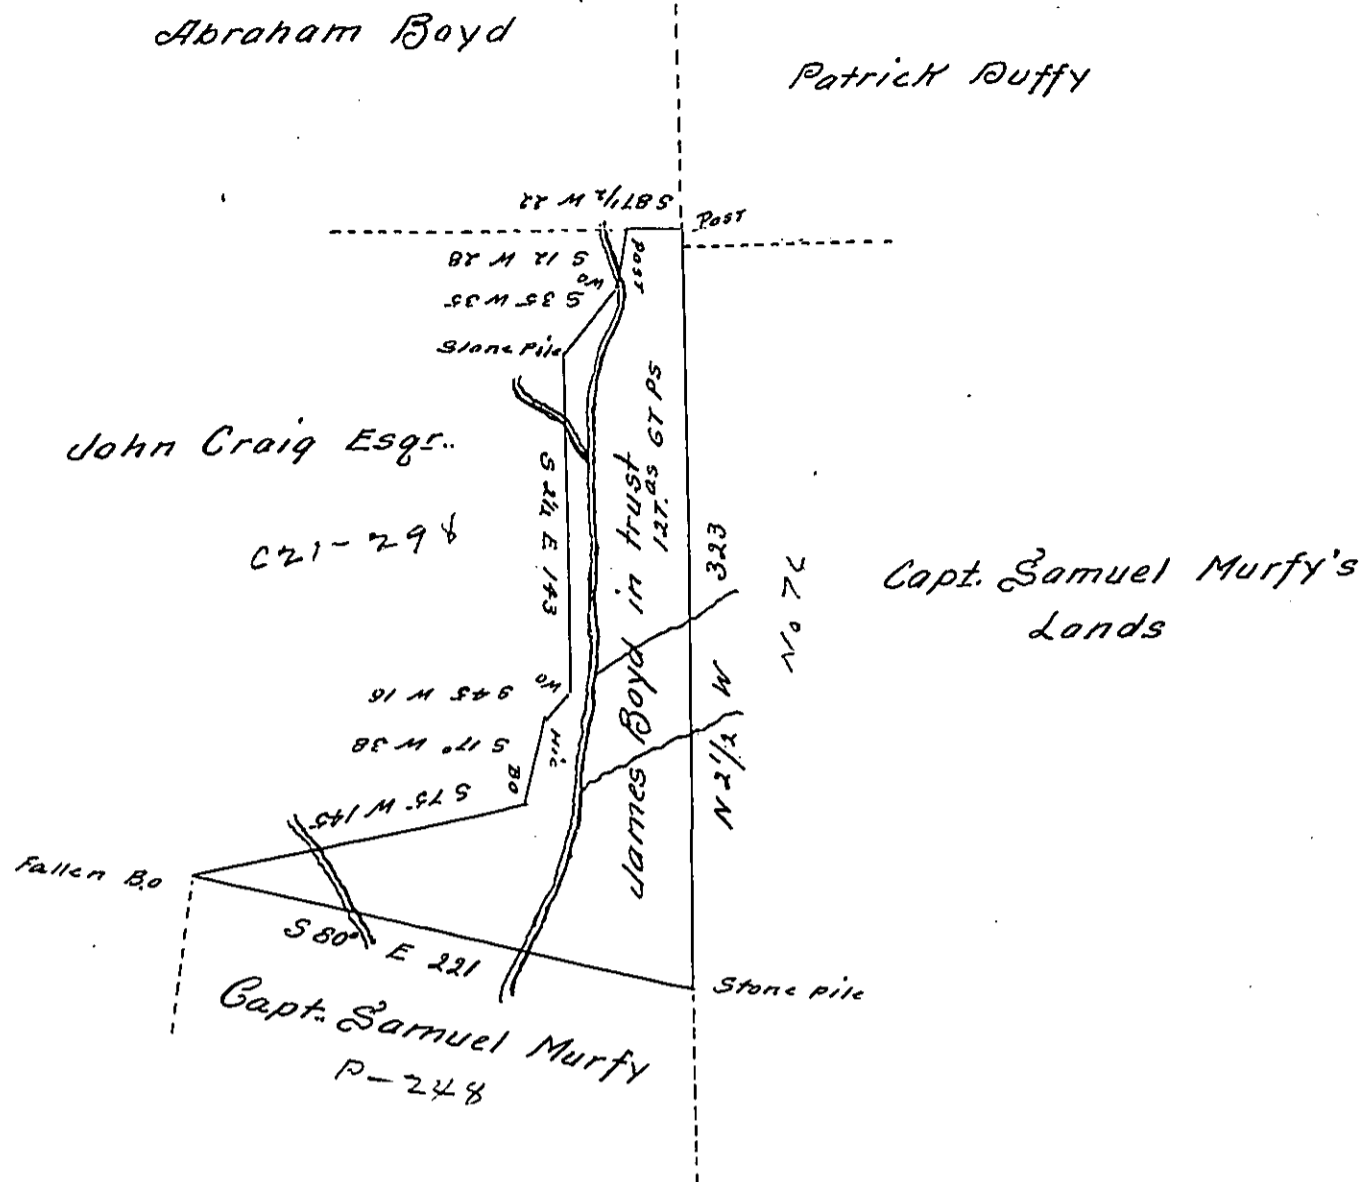 Abraham Boyd
Patrick Duffy
S 87 1/2 W 22
Post
S 12 W 28
Post
Wo
S 35 W 35
Stone Pile
John Craig Esqr..
C21-298
S 2 1/2 E 143
James Boyd in trust
127. as 67 Ps
323
N 2 1/2 W
No 76
Capt. Samuel Murfy's
Lands
S 45 W 16
Wo
S 17° W 38
Hic
Bo
S 75 W 145
Fallen B.o
S 80° E 221
Stone pile
Capt.. Samuel Murfy
P-248